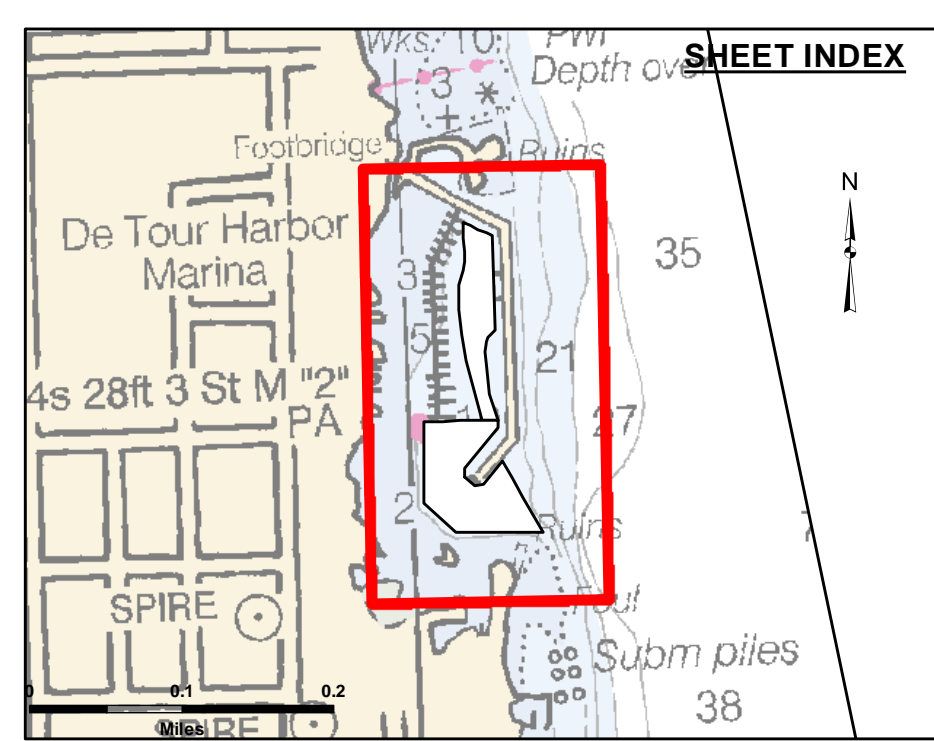 SHEET INDEX
Wks.
10
Depth over
3
Footbridge
Ruins
N
De Tour Harbor
Marina
35
3
5
21
4s 28ft 3 St M "2"
PA
27
2
Ruins
SPIRE
Foul
Subm piles
38
0 0.1 0.2
Miles
SPIRE